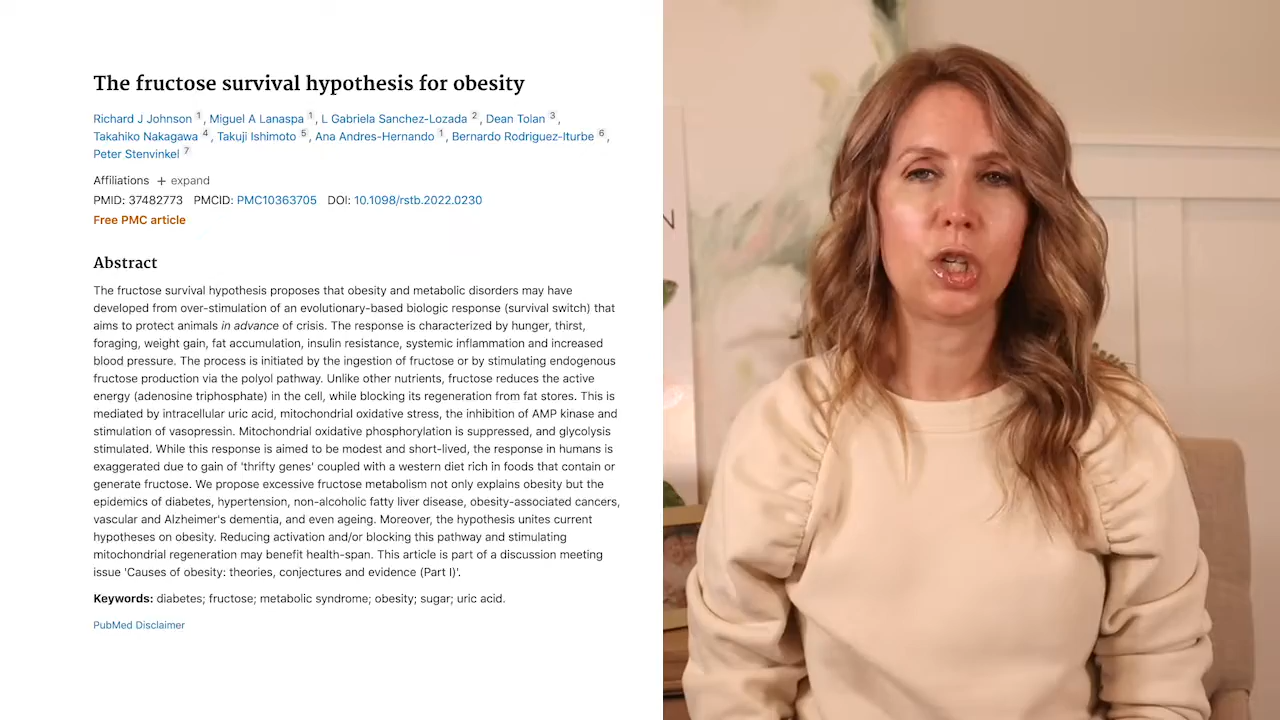 The fructose survival hypothesis for obesity
Richard J Johnson 1, Miguel A Lanaspa 1, L Gabriela Sanchez-Lozada 2, Dean Tolan 3,
Takahiko Nakagawa 4, Takuji Ishimoto 5, Ana Andres-Hernando 1, Bernardo Rodriguez-Iturbe 6,
Peter Stenvinkel 7
Affiliations + expand
PMID: 37482773 PMCID: PMC10363705 DOI: 10.1098/rstb.2022.0230
Free PMC article
Abstract
The fructose survival hypothesis proposes that obesity and metabolic disorders may have
developed from over-stimulation of an evolutionary-based biologic response (survival switch) that
aims to protect animals in advance of crisis. The response is characterized by hunger, thirst,
foraging, weight gain, fat accumulation, insulin resistance, systemic inflammation and increased
blood pressure. The process is initiated by the ingestion of fructose or by stimulating endogenous
fructose production via the polyol pathway. Unlike other nutrients, fructose reduces the active
energy (adenosine triphosphate) in the cell, while blocking its regeneration from fat stores. This is
mediated by intracellular uric acid, mitochondrial oxidative stress, the inhibition of AMP kinase and
stimulation of vasopressin. Mitochondrial oxidative phosphorylation is suppressed, and glycolysis
stimulated. While this response is aimed to be modest and short-lived, the response in humans is
exaggerated due to gain of 'thrifty genes' coupled with a western diet rich in foods that contain or
generate fructose. We propose excessive fructose metabolism not only explains obesity but the
epidemics of diabetes, hypertension, non-alcoholic fatty liver disease, obesity-associated cancers,
vascular and Alzheimer's dementia, and even ageing. Moreover, the hypothesis unites current
hypotheses on obesity. Reducing activation and/or blocking this pathway and stimulating
mitochondrial regeneration may benefit health-span. This article is part of a discussion meeting
issue 'Causes of obesity: theories, conjectures and evidence (Part I)'.
Keywords: diabetes; fructose; metabolic syndrome; obesity; sugar; uric acid.
PubMed Disclaimer
N